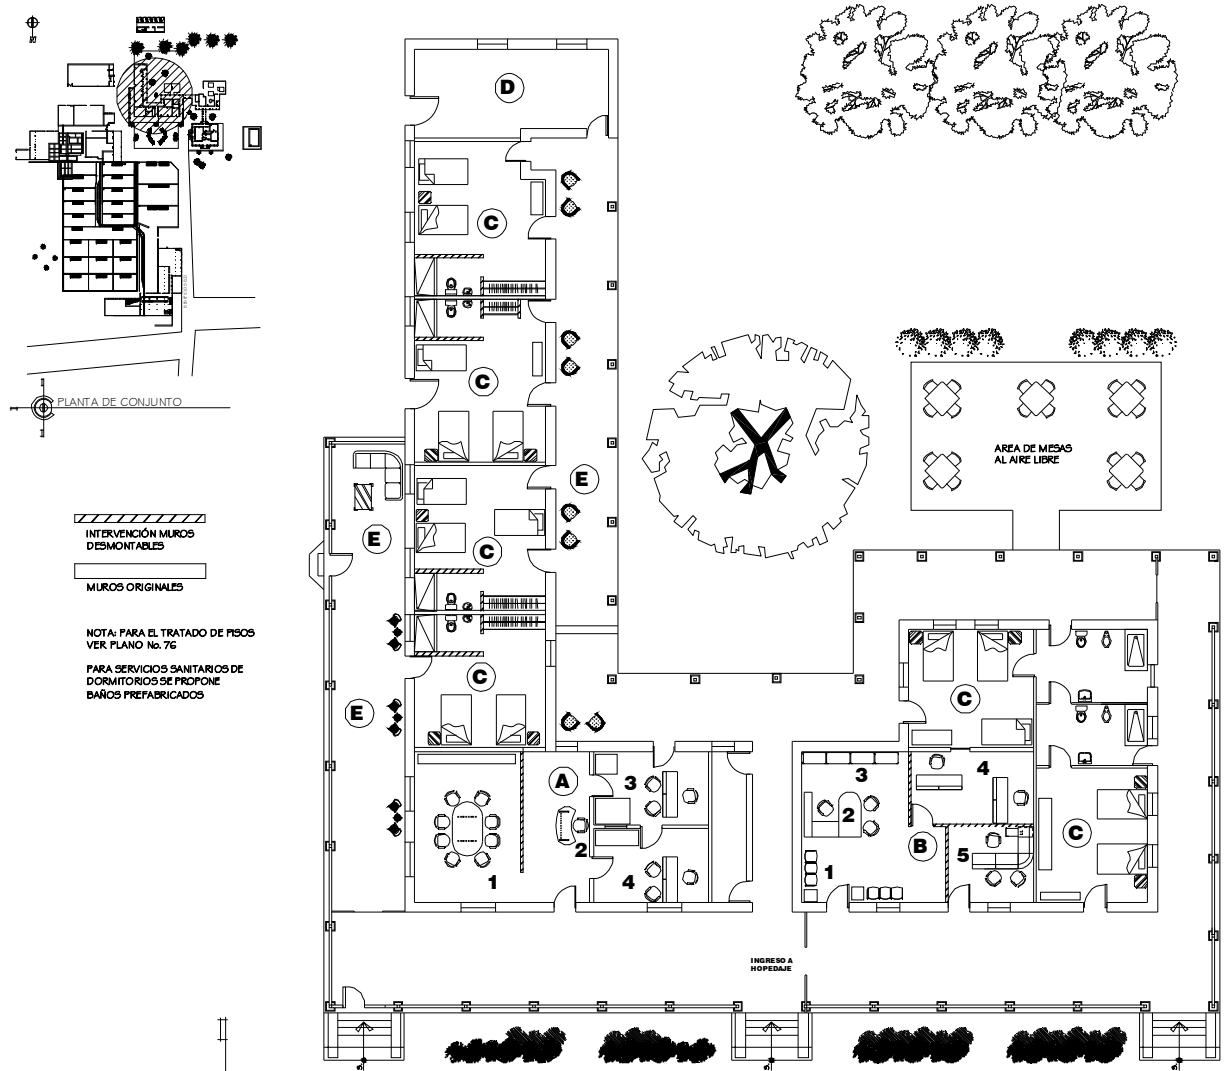 PLANTA DE CONJUNTO
INTERVENCIÓN MUROS
DESMONTABLES
MUROS ORIGINALES
NOTA: PARA EL TRATADO DE PISOS
VER PLANO No. 76
PARA SERVICIOS SANITARIOS DE
DORMITORIOS SE PROPONE
BAÑOS PREFABRICADOS
D
C
C
E
E
C
C
E
AREA DE MESAS
AL AIRE LIBRE
C
A
3
2
4
1
3
4
2
B
5
1
C
INGRESO A
HOPEDAJE
S.
S.
S.